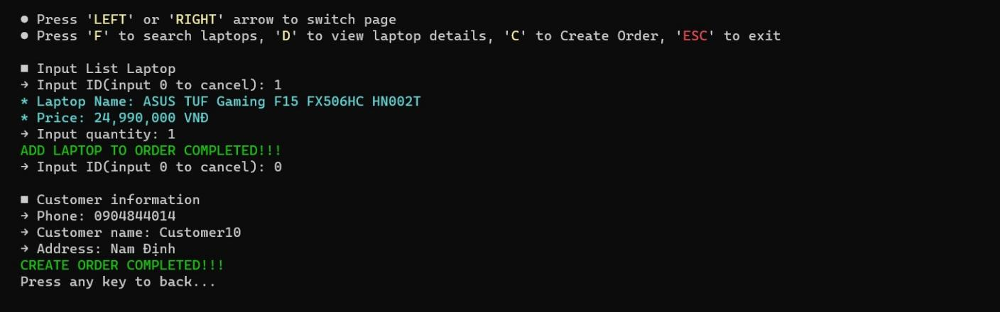 ● Press 'LEFT' or 'RIGHT' arrow to switch page
● Press 'F' to search laptops, 'D' to view laptop details, 'C' to Create Order, 'ESC' to exit
■ Input List Laptop
→ Input ID(input 0 to cancel): 1
* Laptop Name: ASUS TUF Gaming F15 FX506HC HN002T
* Price: 24,990,000 VNĐ
→ Input quantity: 1
ADD LAPTOP TO ORDER COMPLETED!!!
→ Input ID(input 0 to cancel): 0
■ Customer information
→ Phone: 0904844014
→ Customer name: Customer10
→ Address: Nam Định
CREATE ORDER COMPLETED!!!
Press any key to back...